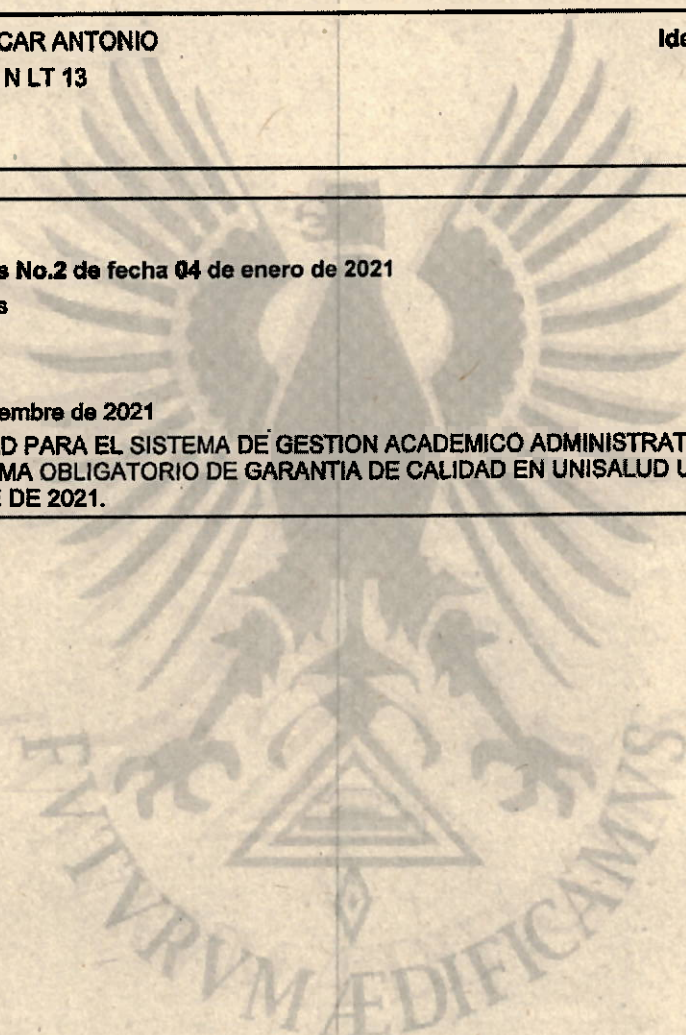 CAR ANTONIO
Ide
N LT 13
s No.2 de fecha 04 de enero de 2021
s
embre de 2021
D PARA EL SISTEMA DE GESTION ACADEMICO ADMINISTRAT
MA OBLIGATORIO DE GARANTIA DE CALIDAD EN UNISALUD U
E DE 2021.
FVTVRVM ÆDIFICAMVS